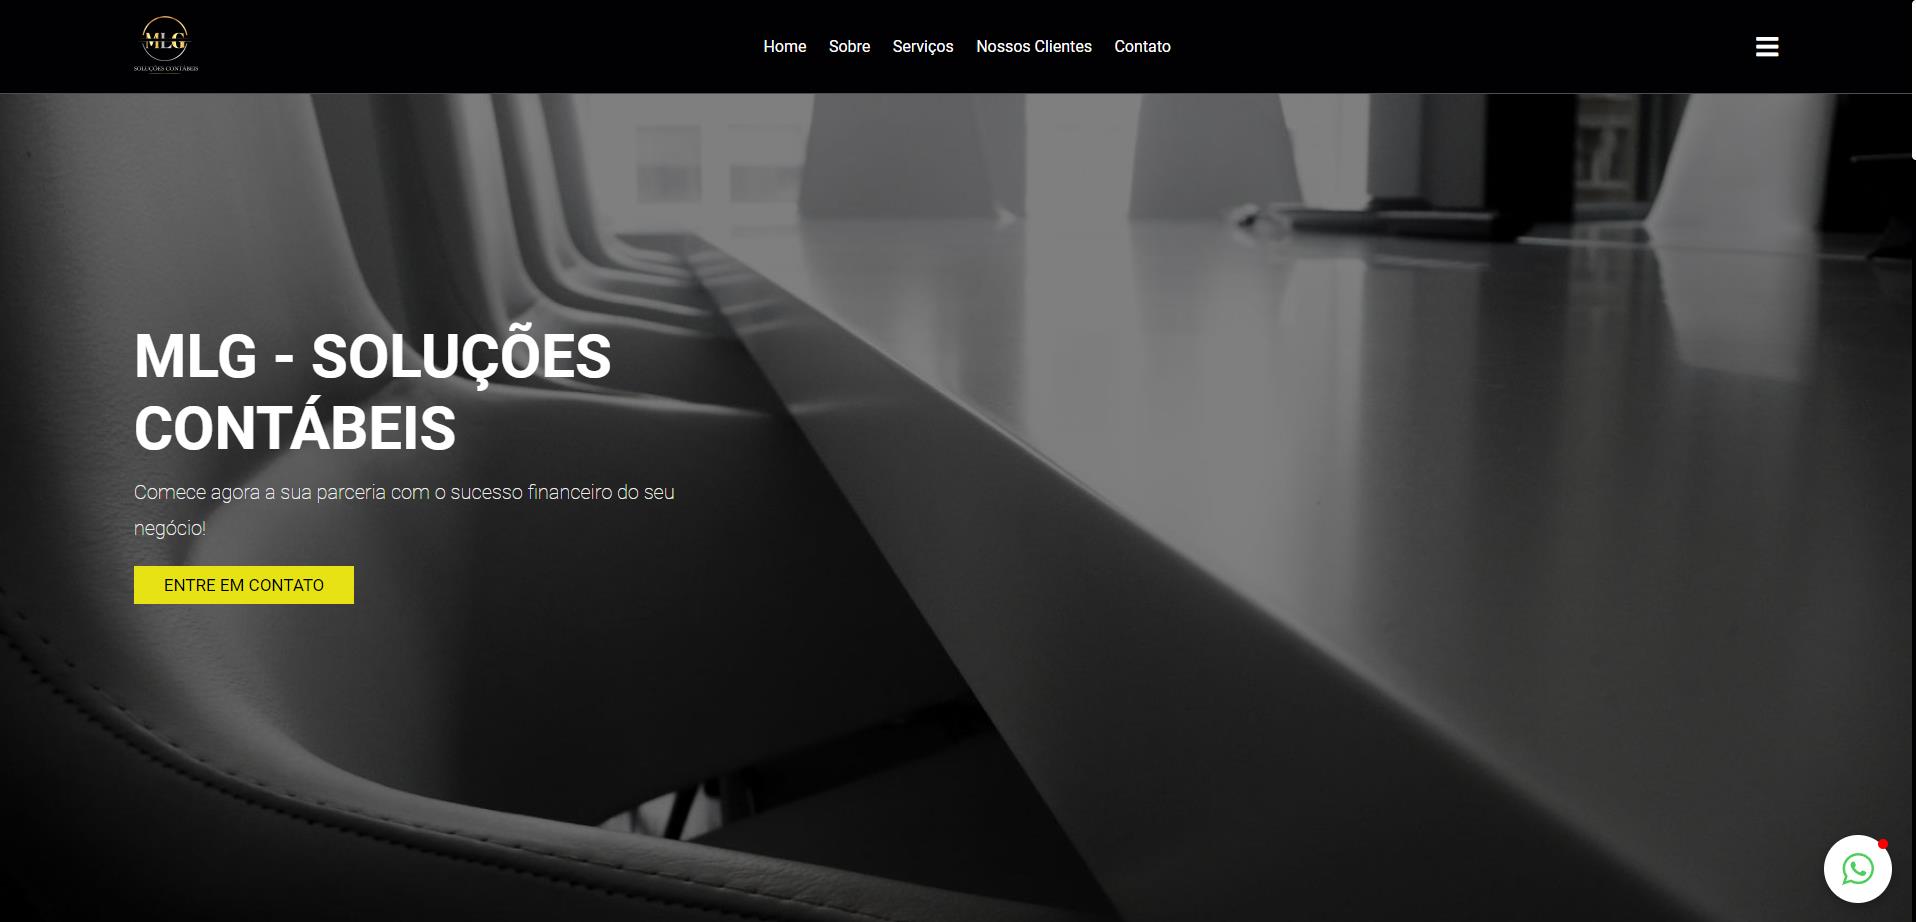 MLG
SOLUÇÕES CONTÁBEIS
Home Sobre Serviços Nossos Clientes Contato
MLG - SOLUÇÕES
CONTÁBEIS
Comece agora a sua parceria com o sucesso financeiro do seu
negócio!
ENTRE EM CONTATO